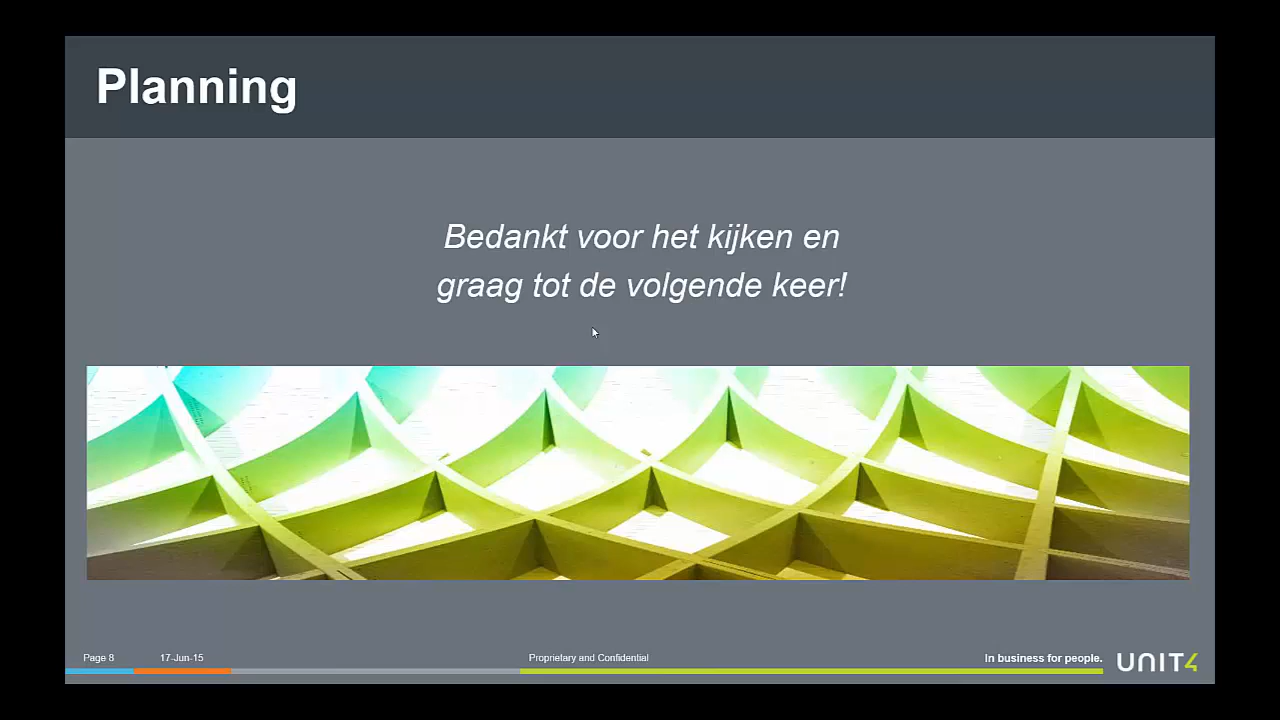 Planning
Bedankt voor het kijken en
graag tot de volgende keer!
Page 8
17-Jun-15
Proprietary and Confidential
In business for people.
UNIT4